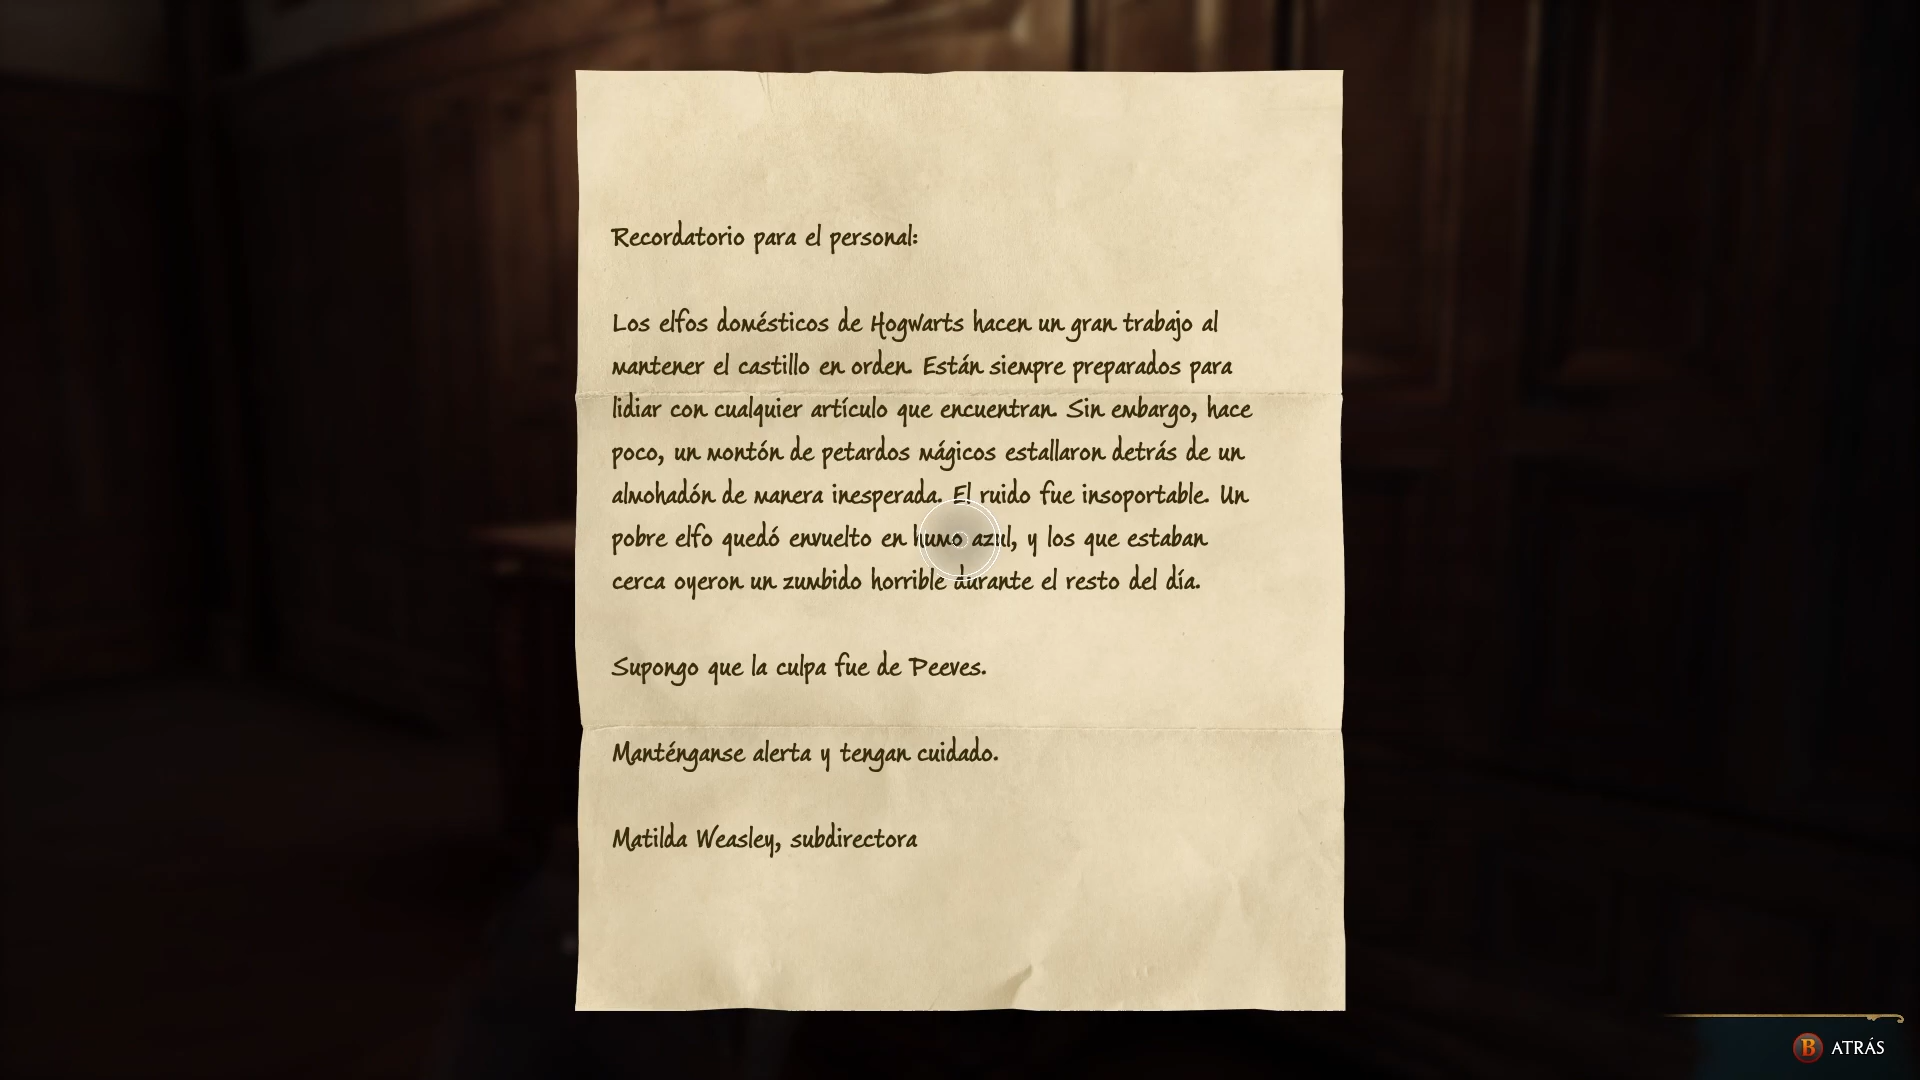 Recordatorio para el personal:
Los elfos domésticos de Hogwarts hacen un gran trabajo al
mantener el castillo en orden. Están siempre preparados para
lidiar con cualquier artículo que encuentran. Sin embargo, hace
poco, un montón de petardos mágicos estallaron detrás de un
almohadón de manera inesperada. El ruido fue insoportable. Un
pobre elfo quedó envuelto en humo azul, y los que estaban
cerca oyeron un zumbido horrible durante el resto del día.
Supongo que la culpa fue de Peeves.
Manténganse alerta y tengan cuidado.
Matilda Weasley, subdirectora
B ATRÁS